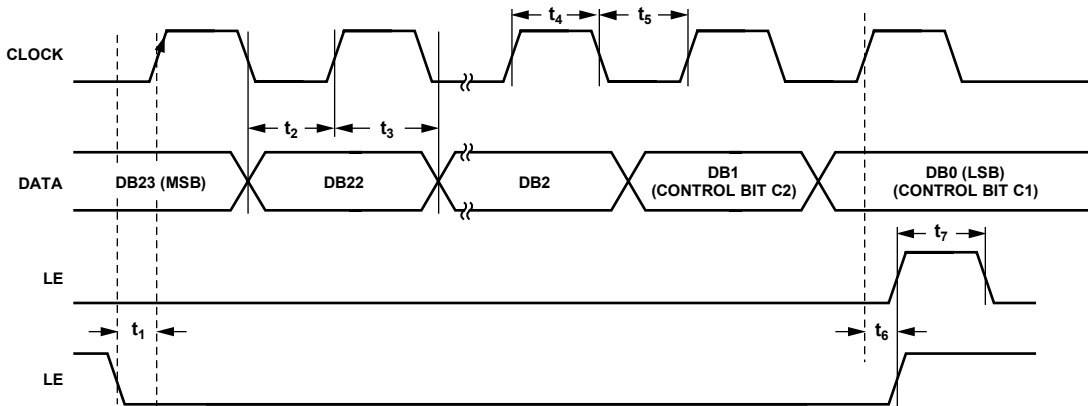 t4
t5
CLOCK
t2
t3
DATA
DB23 (MSB)
DB22
DB2
DB1
(CONTROL BIT C2)
DB0 (LSB)
(CONTROL BIT C1)
t7
LE
t1
t6
LE